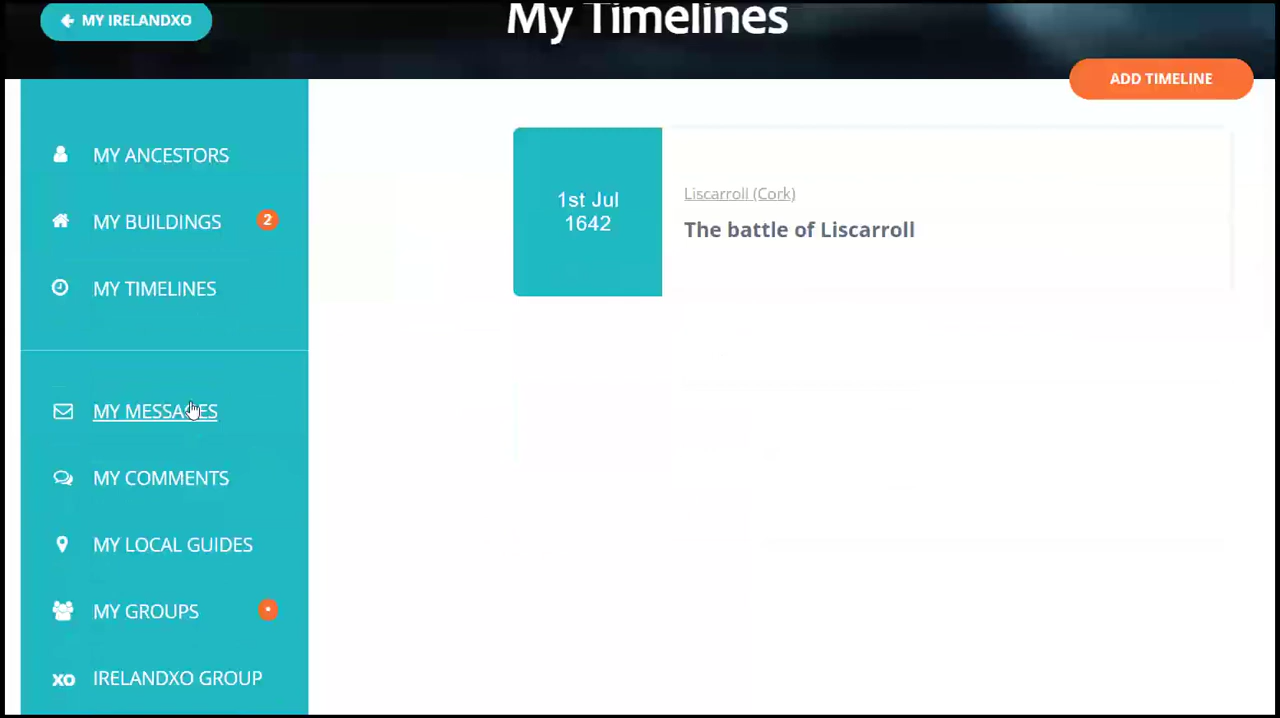 MY IRELANDXO
My Timelines
ADD TIMELINE
MY ANCESTORS
MY BUILDINGS 2
MY TIMELINES
MY MESSAGES
MY COMMENTS
MY LOCAL GUIDES
MY GROUPS
XO IRELANDXO GROUP
1st Jul
1642
Liscarroll (Cork)
The battle of Liscarroll